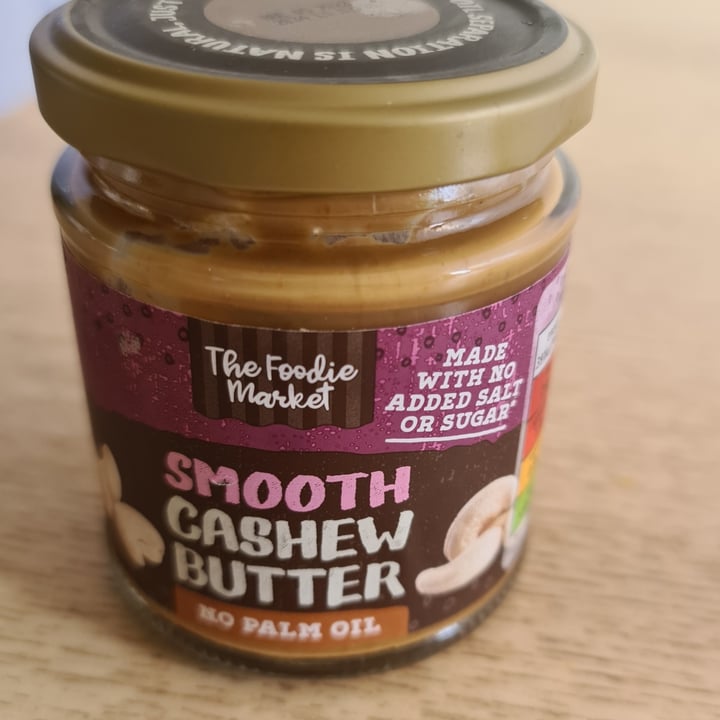 SEPARATION IS NATURAL
The Foodie
Market
MADE
WITH NO
ADDED SALT
OR SUGAR*
SMOOTH
CASHEW
BUTTER
NO PALM OIL